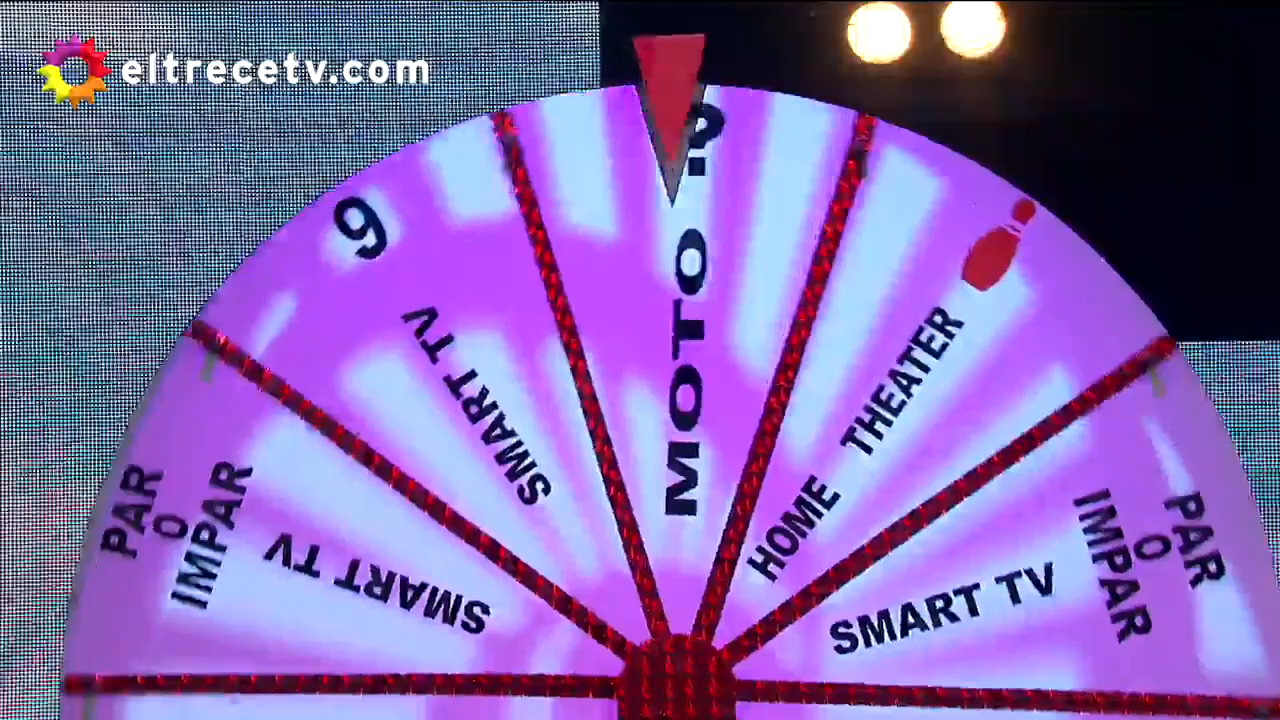 eltrecetv.com
9
SMART TV
MOTO
HOME THEATER
PAR
O
IMPAR
SMART TV
PAR
O
IMPAR
SMART TV